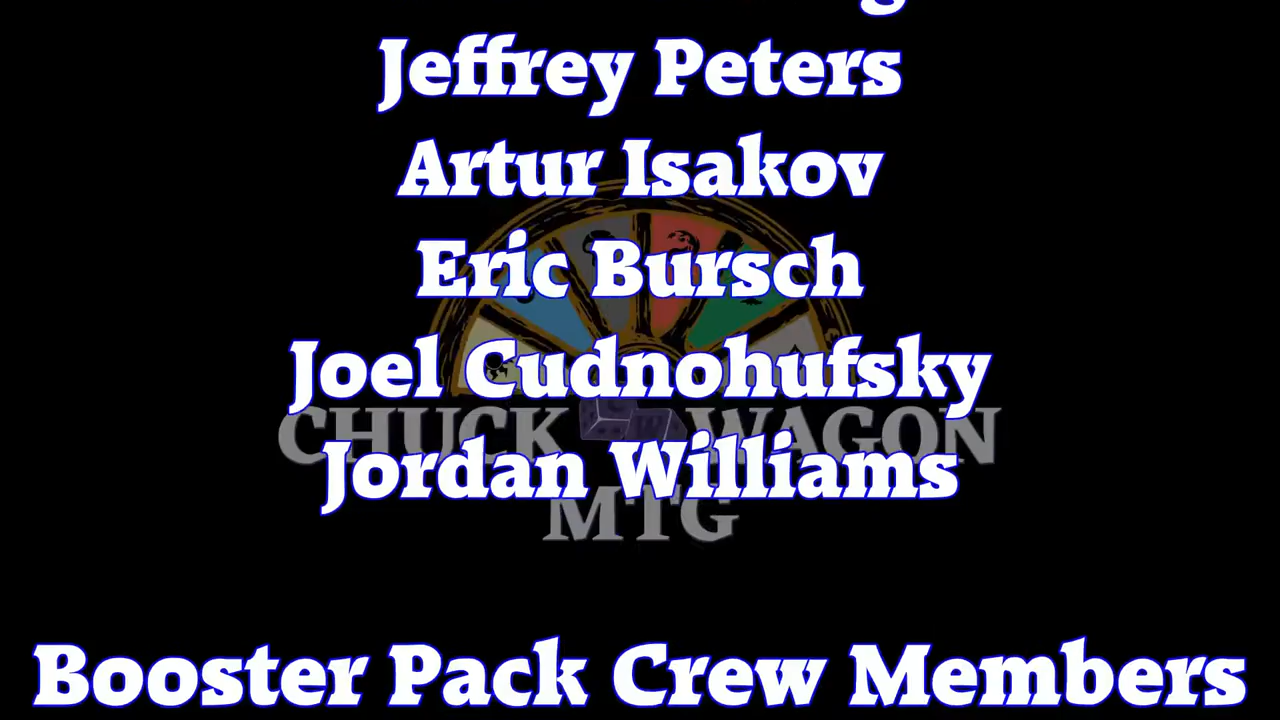 Jeffrey Peters
Artur Isakov
Eric Bursch
Joel Cudnohufsky
CHUCK WAGON
Jordan Williams
MTG
Booster Pack Crew Members